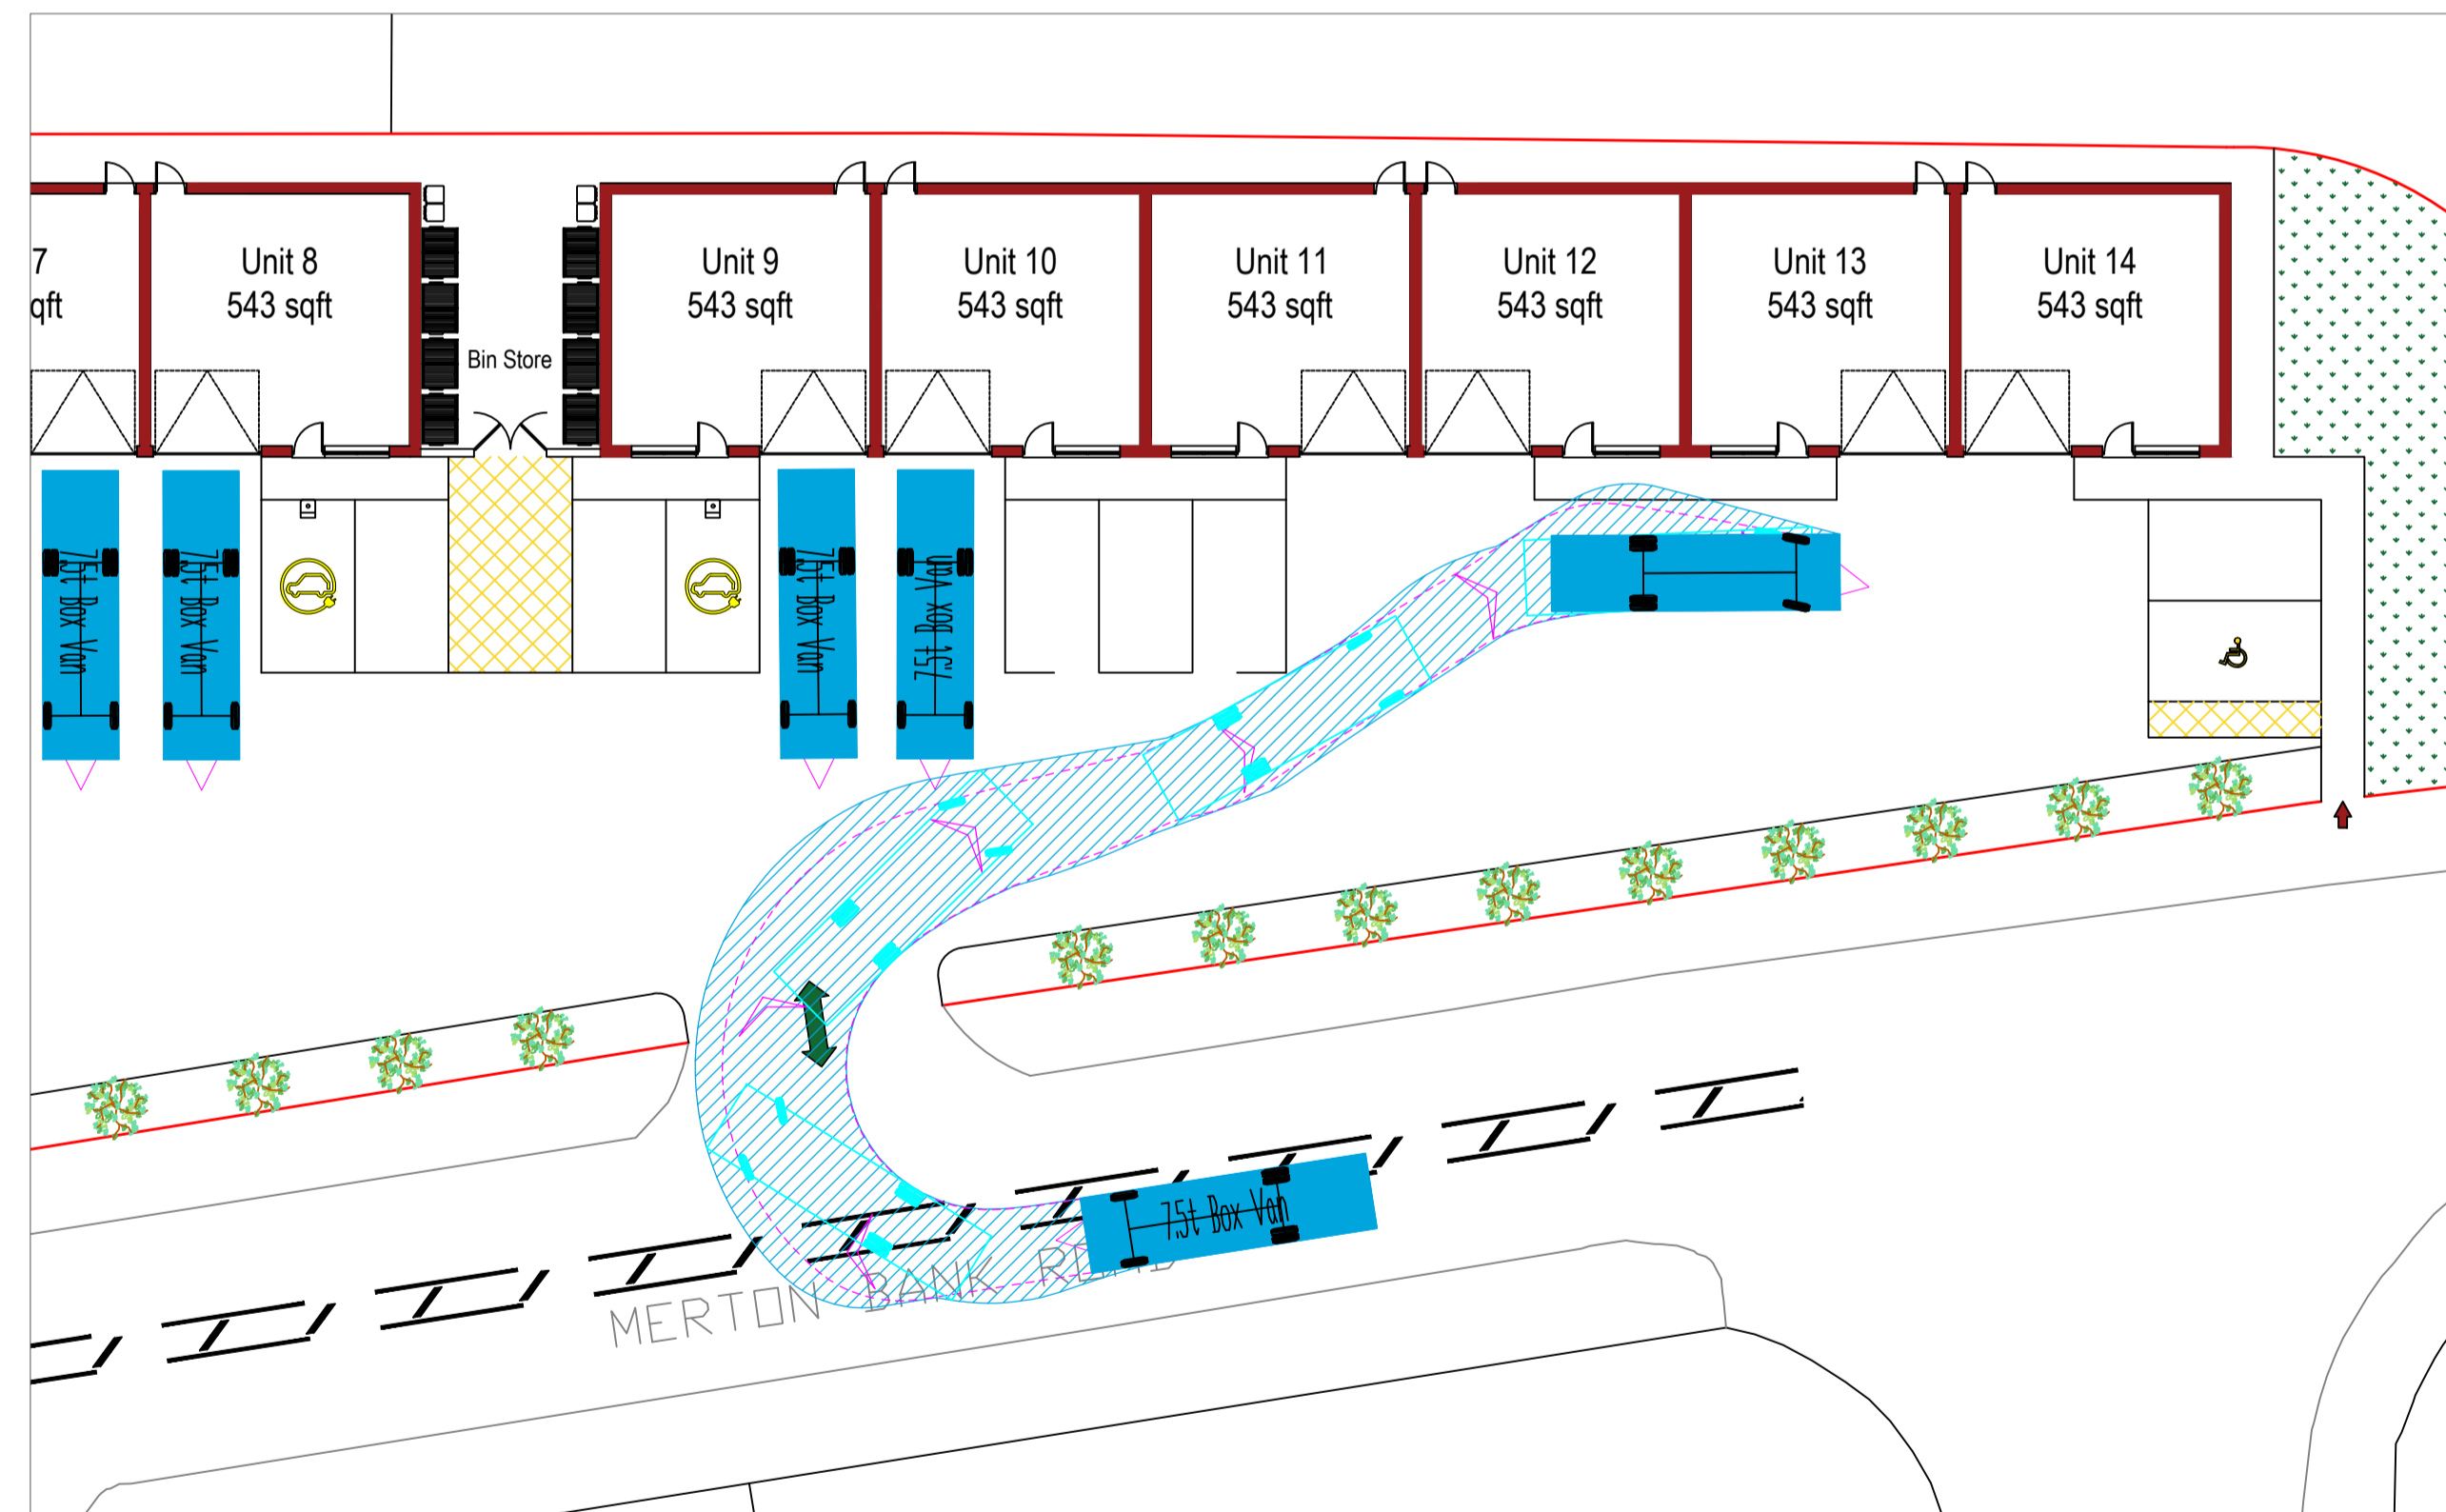 7
qft
Unit 8
543 sqft
Bin Store
Unit 9
543 sqft
Unit 10
543 sqft
Unit 11
543 sqft
Unit 12
543 sqft
Unit 13
543 sqft
Unit 14
543 sqft
7.5t Box Van
7.5t Box Van
7.5t Box Van
7.5t Box Van
7.5t Box Van
MERTON BANK ROAD